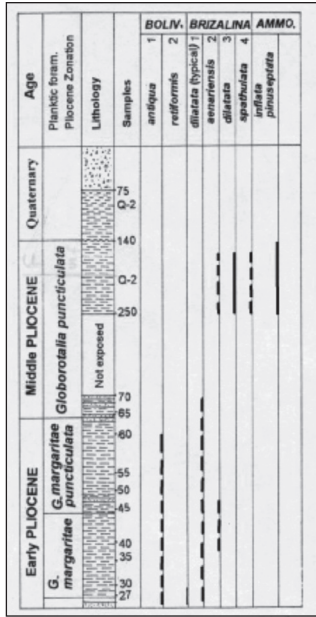 BOLIV. BRIZALINA AMMO.
Age
Planktic foram.
Pliocene Zonation
Lithology
Samples
antiqua 1
retiformis 2
dilatata (typical) 1
aenariensis 2
dilatata 3
spathulata 4
inflata
pinuseptata
Quaternary
75
Q-2
140
Middle PLIOCENE
Globorotalia puncticulata
Q-2
250
Not exposed
70
65
Early PLIOCENE
G. margaritae
puncticulata
60
55
50
45
G.
margaritae
40
35
30
27